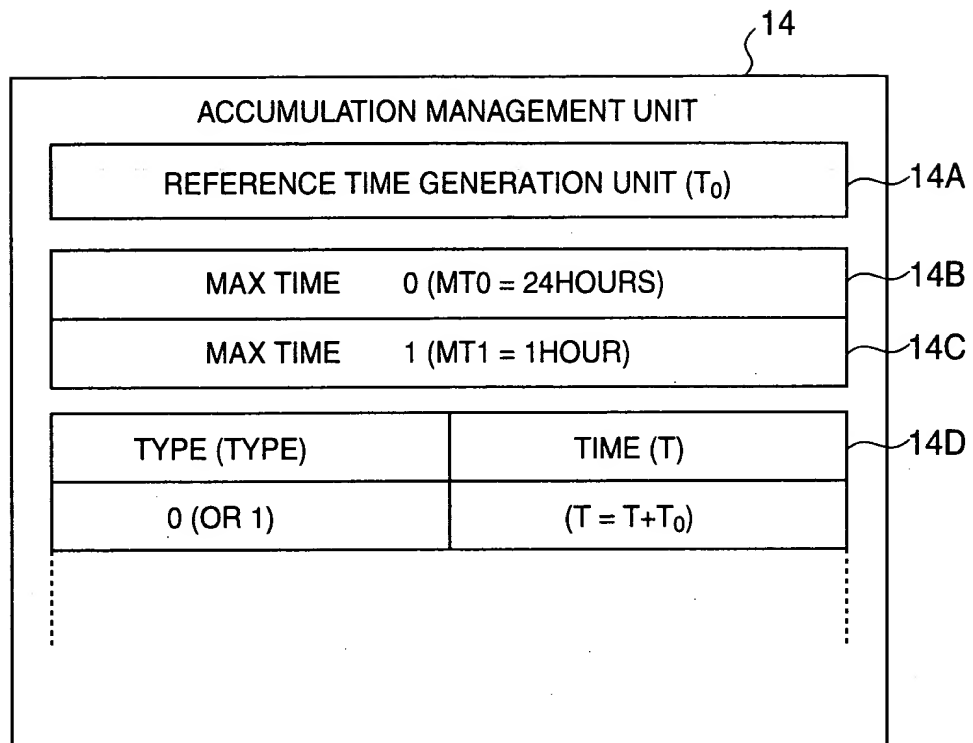 14
ACCUMULATION MANAGEMENT UNIT
REFERENCE TIME GENERATION UNIT (T₀) 14A
MAX TIME 0 (MT0 = 24HOURS) 14B
MAX TIME 1 (MT1 = 1HOUR) 14C
TYPE (TYPE) TIME (T) 14D
0 (OR 1) (T = T+T₀)